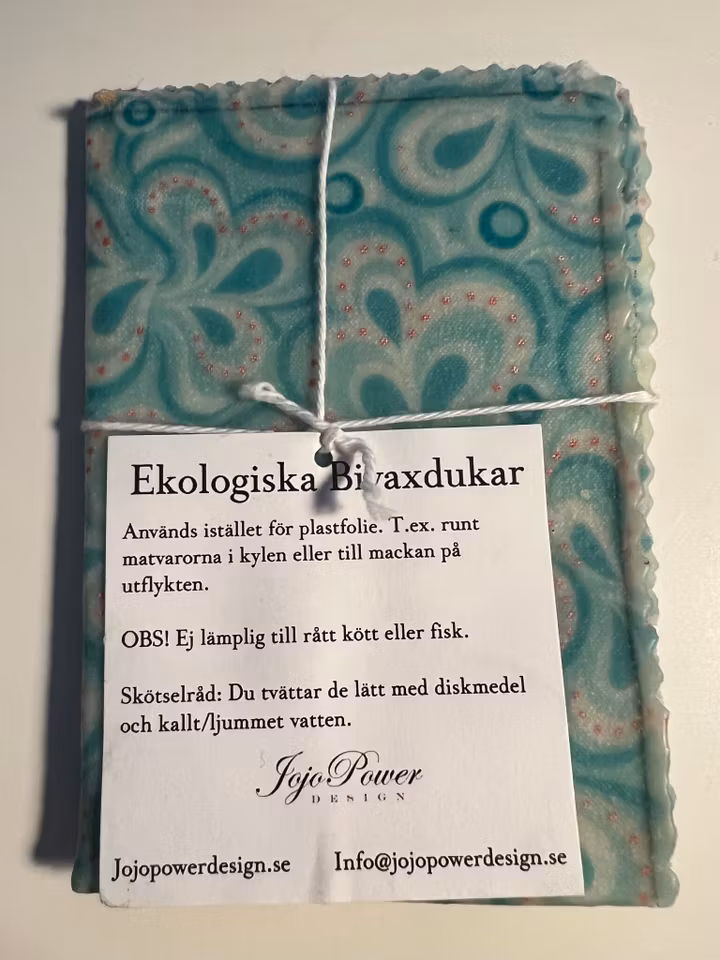 Ekologiska Bivaxdukar
Används istället för plastfolie. T.ex. runt
matvarorna i kylen eller till mackan på
utflykten.
OBS! Ej lämplig till rått kött eller fisk.
Skötselråd: Du tvättar de lätt med diskmedel
och kallt/ljummet vatten.
Jojo Power
DESIGN
Jojopowerdesign.se Info@jojopowerdesign.se